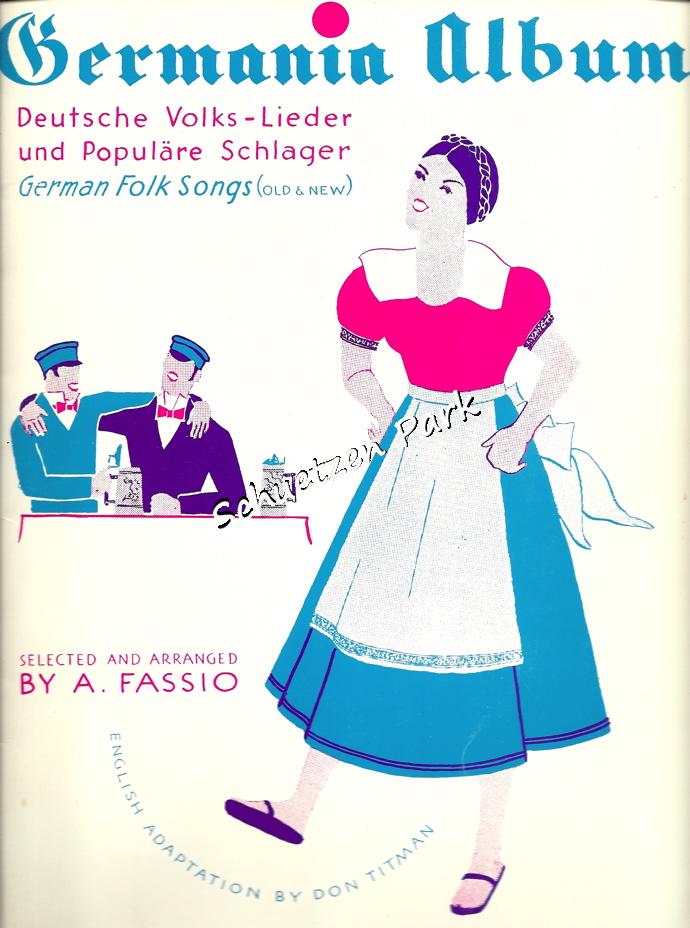 Germania Album
Deutsche Volks-Lieder
und Populäre Schlager
German Folk Songs (OLD & NEW)
Schuetzen Park
SELECTED AND ARRANGED
BY A. FASSIO
ENGLISH ADAPTATION BY DON TITMAN